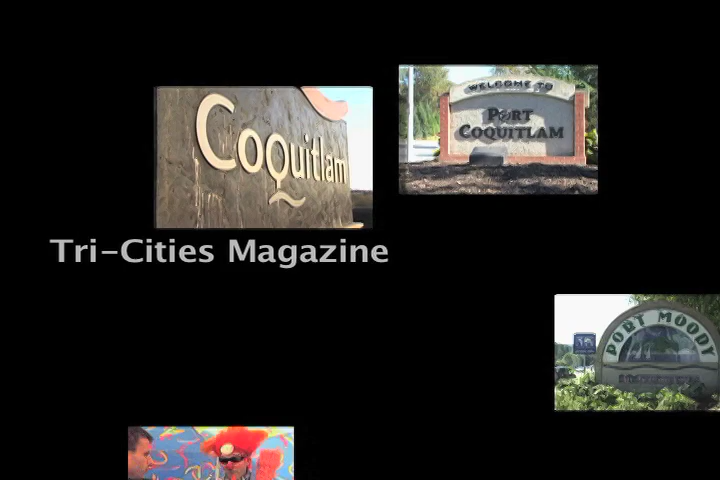 Coquitlam
WELCOME TO
PORT
COQUITLAM
Tri-Cities Magazine
PORT MOODY